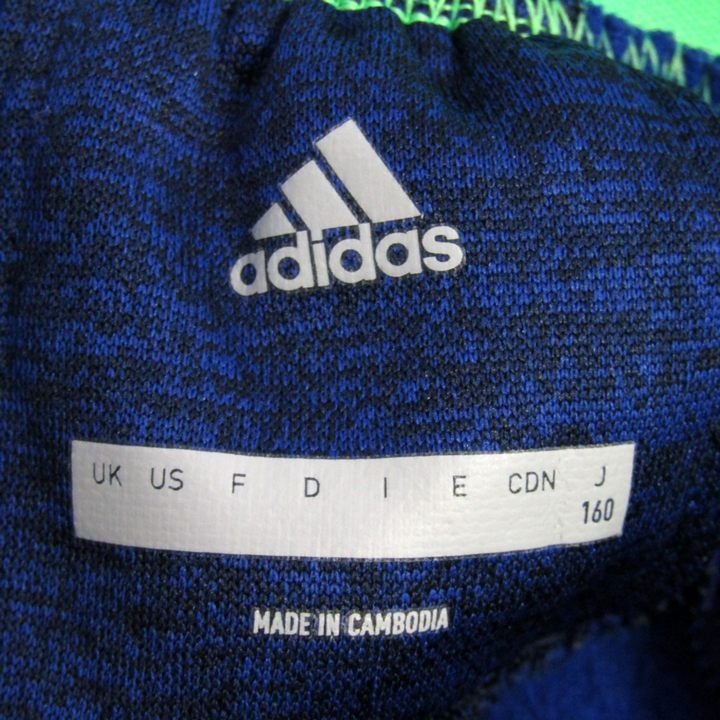 adidas
UK US F D I E CDN J
160
MADE IN CAMBODIA